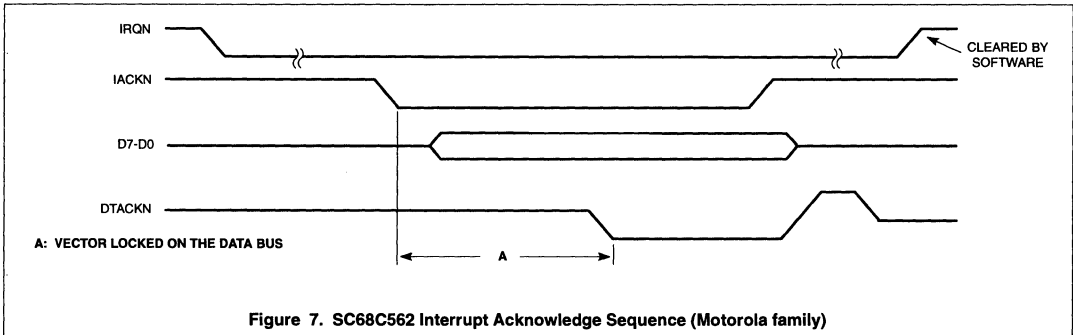 IRQN
CLEARED BY
SOFTWARE
IACKN
D7-D0
DTACKN
A: VECTOR LOCKED ON THE DATA BUS
A
Figure 7. SC68C562 Interrupt Acknowledge Sequence (Motorola family)